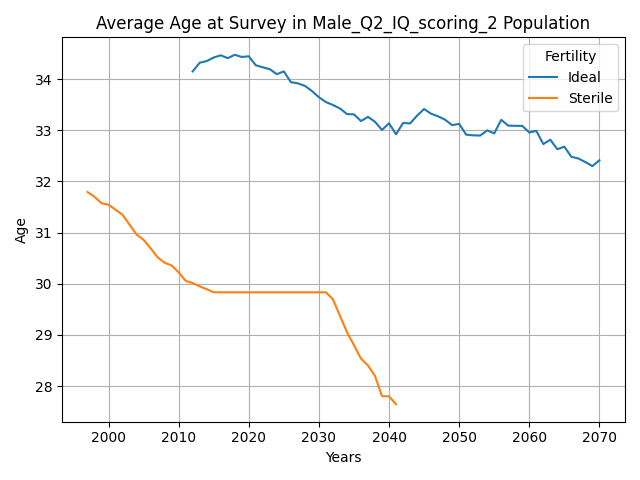 Average Age at Survey in Male_Q2_IQ_scoring_2 Population
Fertility
Ideal
Sterile
Age
34
33
32
31
30
29
28
2000 2010 2020 2030 2040 2050 2060 2070
Years